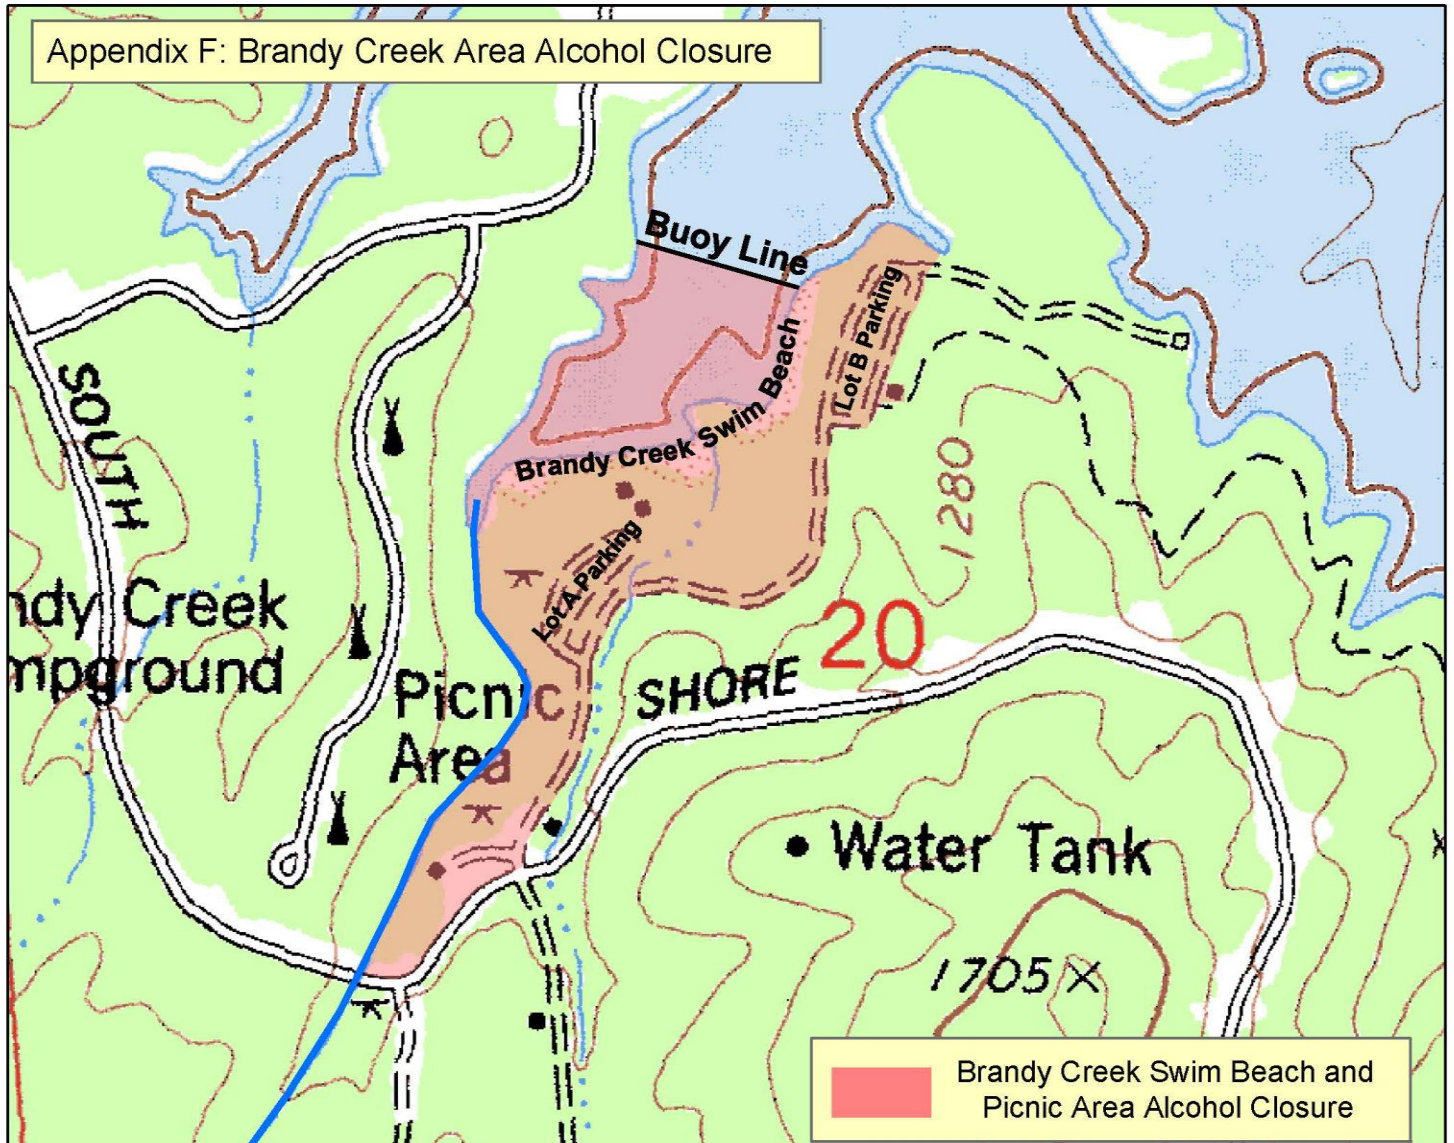 Appendix F: Brandy Creek Area Alcohol Closure
Buoy Line
Lot B Parking
SOUTH
Brandy Creek Swim Beach
1280
Lot A Parking
ndy Creek
mpground
20
Picnic
Area
SHORE
Water Tank
1705
Brandy Creek Swim Beach and
Picnic Area Alcohol Closure